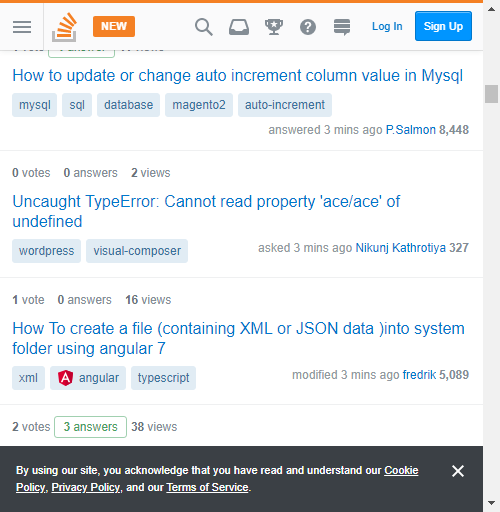 NEW
Log In
Sign Up
How to update or change auto increment column value in Mysql
mysql sql database magento2 auto-increment
answered 3 mins ago P.Salmon 8,448
0 votes 0 answers 2 views
Uncaught TypeError: Cannot read property 'ace/ace' of
undefined
wordpress visual-composer
asked 3 mins ago Nikunj Kathrotiya 327
1 vote 0 answers 16 views
How To create a file (containing XML or JSON data )into system
folder using angular 7
xml angular typescript
modified 3 mins ago fredrik 5,089
2 votes 3 answers 38 views
By using our site, you acknowledge that you have read and understand our Cookie
Policy, Privacy Policy, and our Terms of Service.